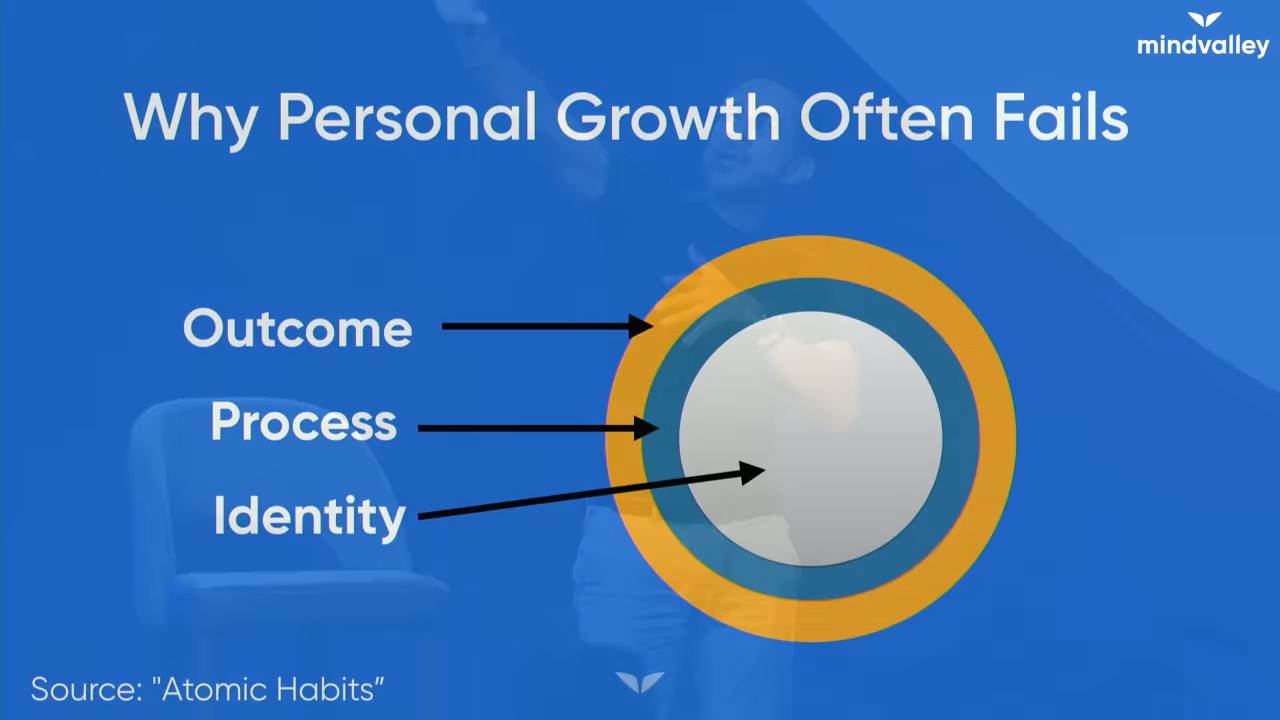 mindvalley
Why Personal Growth Often Fails
Outcome
Process
Identity
Source: "Atomic Habits”